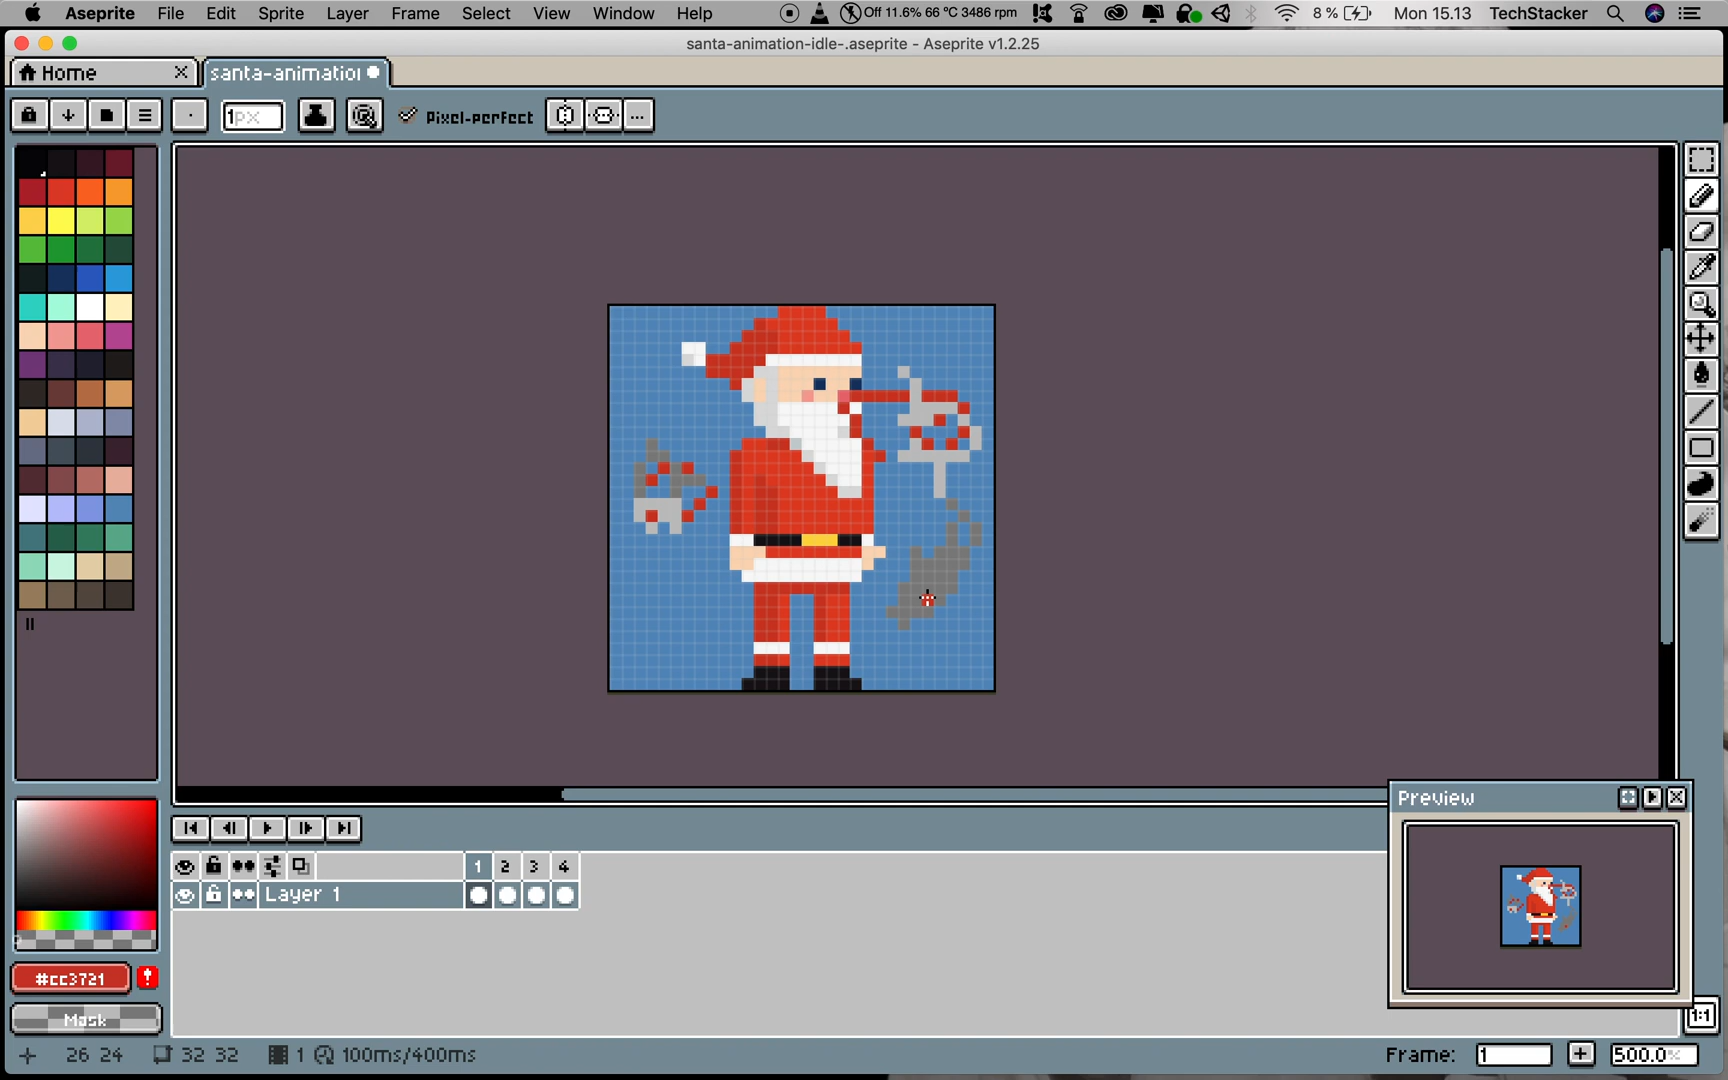 Aseprite File Edit Sprite Layer Frame Select View Window Help Off 11.6% 66 °C 3486 rpm 8 % Mon 15.13 TechStacker
santa-animation-idle-.aseprite - Aseprite v1.2.25
Home santa-animation
1px Pixel-perfect ...
Preview
1 2 3 4
Layer 1
#cc3721
Mask
1:1
26 24 32 32 1 100ms/400ms Frame: 1 + 500.0%